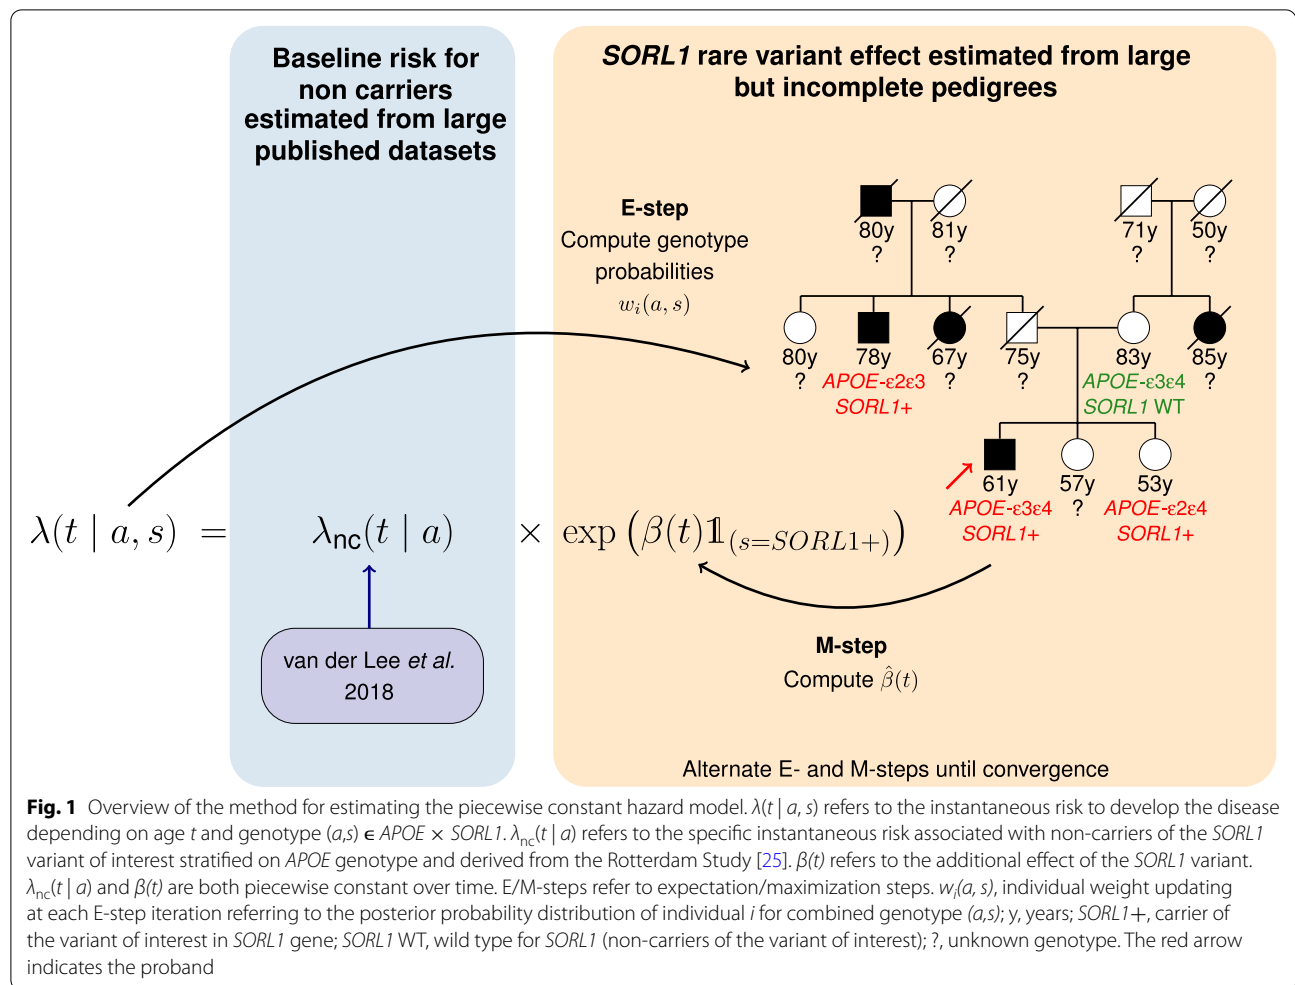 Baseline risk for
non carriers
estimated from large
published datasets
SORL1 rare variant effect estimated from large
but incomplete pedigrees
E-step
Compute genotype
probabilities
w_i(a, s)
80y
?
81y
?
71y
?
50y
?
80y
?
78y
APOE-ε2ε3
SORL1+
67y
?
75y
?
83y
APOE-ε3ε4
SORL1 WT
85y
?
61y
APOE-ε3ε4
SORL1+
57y
?
53y
APOE-ε2ε4
SORL1+
λ(t | a, s) = λ_nc(t | a) × exp (β(t)𝟙_(s=SORL1+))
van der Lee et al.
2018
M-step
Compute β̂(t)
Alternate E- and M-steps until convergence
Fig. 1 Overview of the method for estimating the piecewise constant hazard model. λ(t | a, s) refers to the instantaneous risk to develop the disease
depending on age t and genotype (a,s) ϵ APOE × SORL1. λ_nc(t | a) refers to the specific instantaneous risk associated with non-carriers of the SORL1
variant of interest stratified on APOE genotype and derived from the Rotterdam Study [25]. β(t) refers to the additional effect of the SORL1 variant.
λ_nc(t | a) and β(t) are both piecewise constant over time. E/M-steps refer to expectation/maximization steps. w_i(a, s), individual weight updating
at each E-step iteration referring to the posterior probability distribution of individual i for combined genotype (a,s); y, years; SORL1+, carrier of
the variant of interest in SORL1 gene; SORL1 WT, wild type for SORL1 (non-carriers of the variant of interest); ?, unknown genotype. The red arrow
indicates the proband